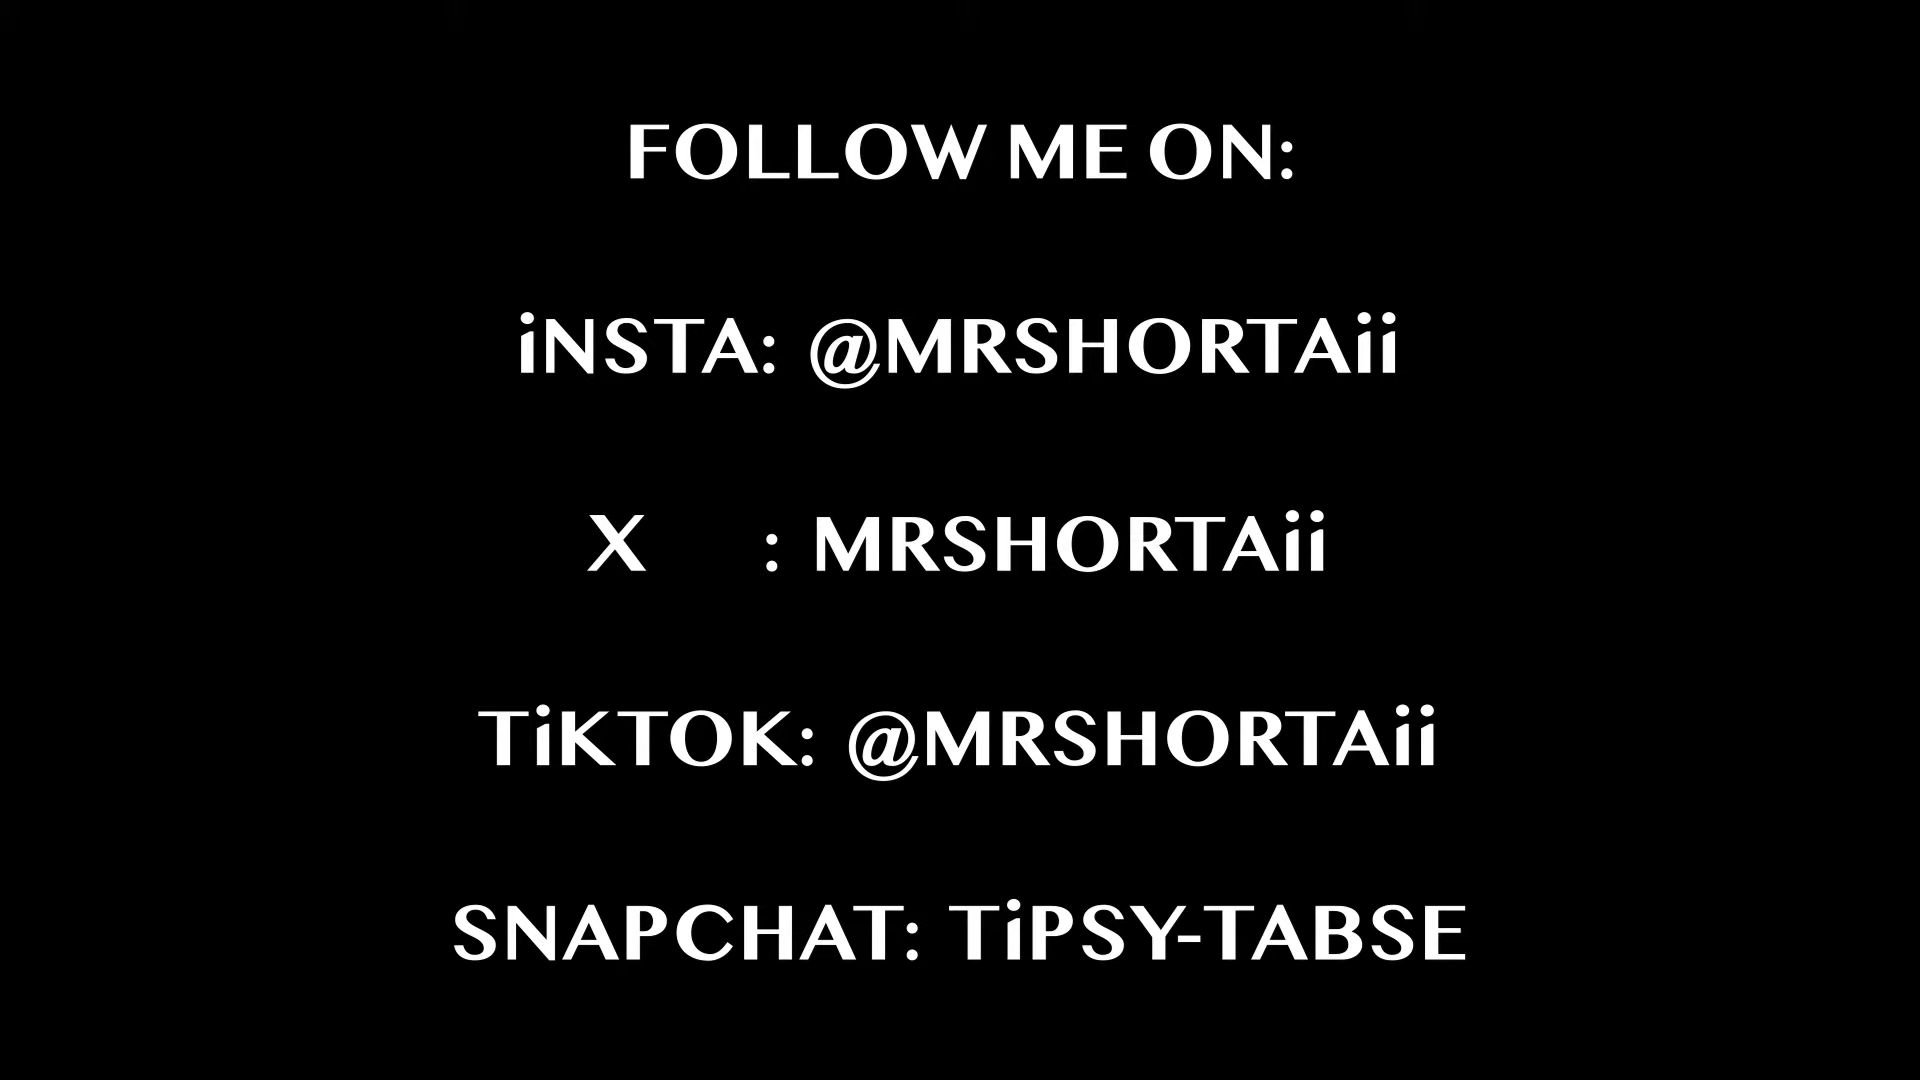 FOLLOW ME ON:
iNSTA: @MRSHORTAii
X : MRSHORTAii
TiKTOK: @MRSHORTAii
SNAPCHAT: TiPSY-TABSE